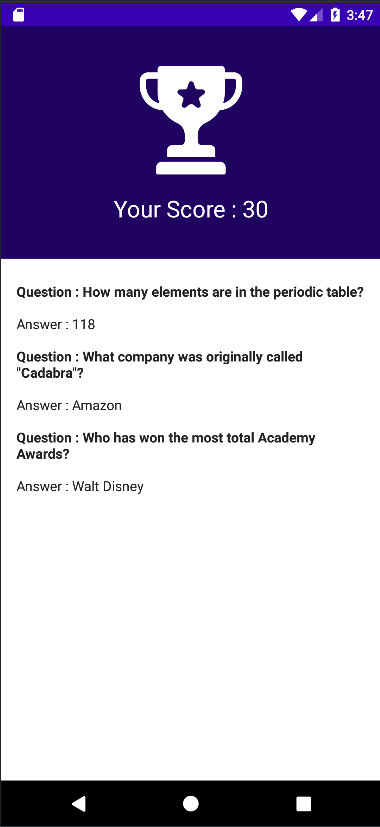 3:47
Your Score : 30
Question : How many elements are in the periodic table?
Answer : 118
Question : What company was originally called
"Cadabra"?
Answer : Amazon
Question : Who has won the most total Academy
Awards?
Answer : Walt Disney